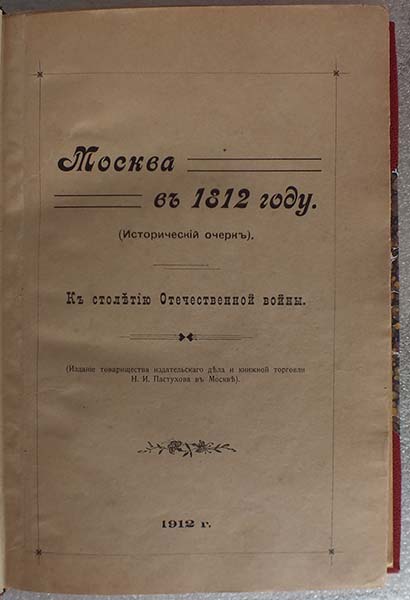 Москва
въ 1812 году.
(Историческій очеркъ).
Къ столѣтію Отечественной войны.
(Изданіе товарищества издательскаго дѣла и книжной торговли
Н. И. Пастухова въ Москвѣ).
1912 г.